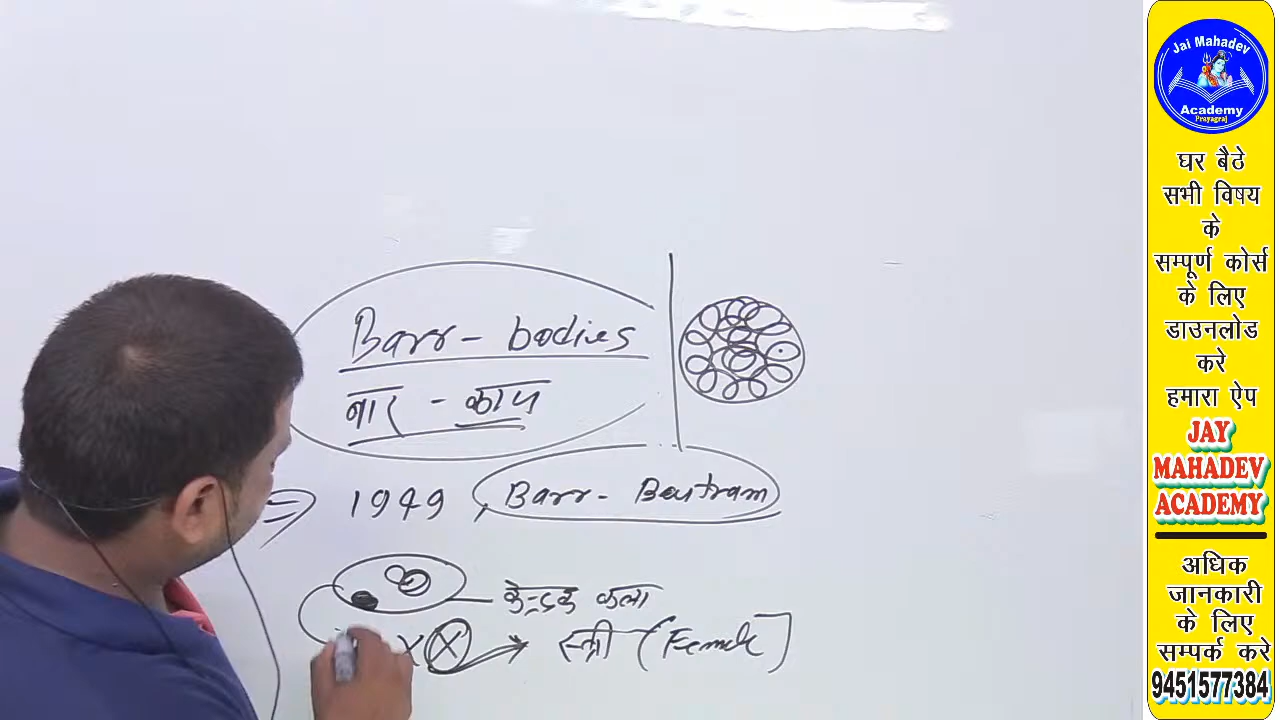 Barr - bodies
बार - काय
⇒ 1949, Barr - Bertram
केन्द्रक कला
X X → स्त्री (Female)
Jai Mahadev
Academy
Prayagraj
घर बैठे
सभी विषय
के
सम्पूर्ण कोर्स
के लिए
डाउनलोड
करे
हमारा ऐप
JAY
MAHADEV
ACADEMY
अधिक
जानकारी
के लिए
सम्पर्क करे
9451577384